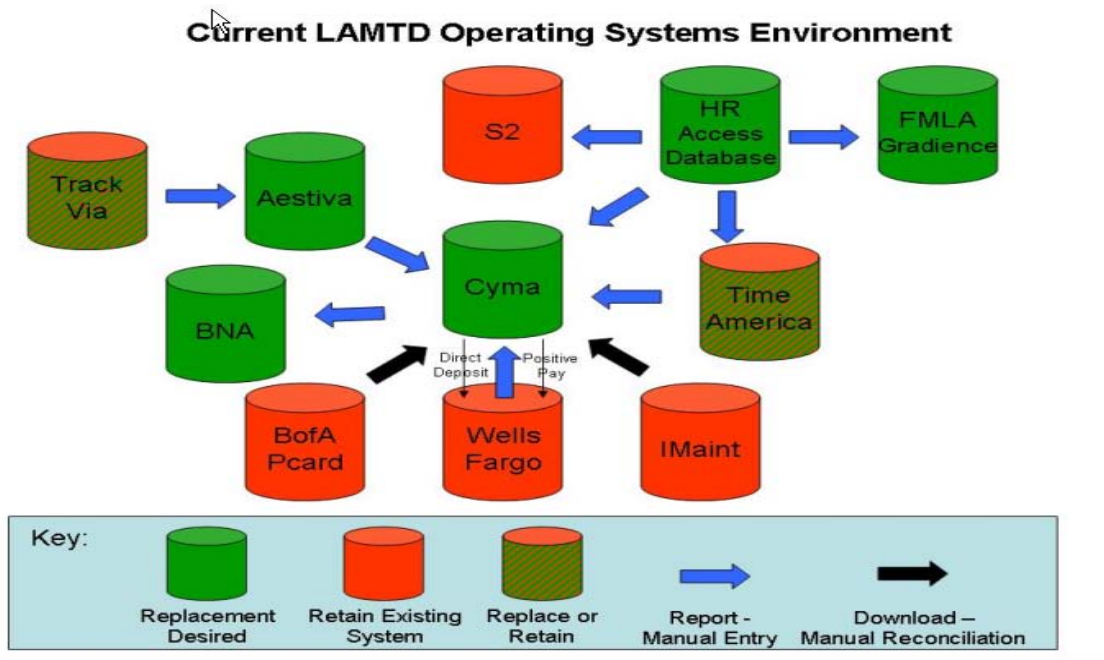 Current LAMTD Operating Systems Environment
S2
HR
Access
Database
FMLA
Gradience
Track
Via
Aestiva
Cyma
Time
America
BNA
Direct
Deposit
Positive
Pay
BofA
Pcard
Wells
Fargo
IMaint
Key:
Replacement
Desired
Retain Existing
System
Replace or
Retain
Report -
Manual Entry
Download –
Manual Reconciliation